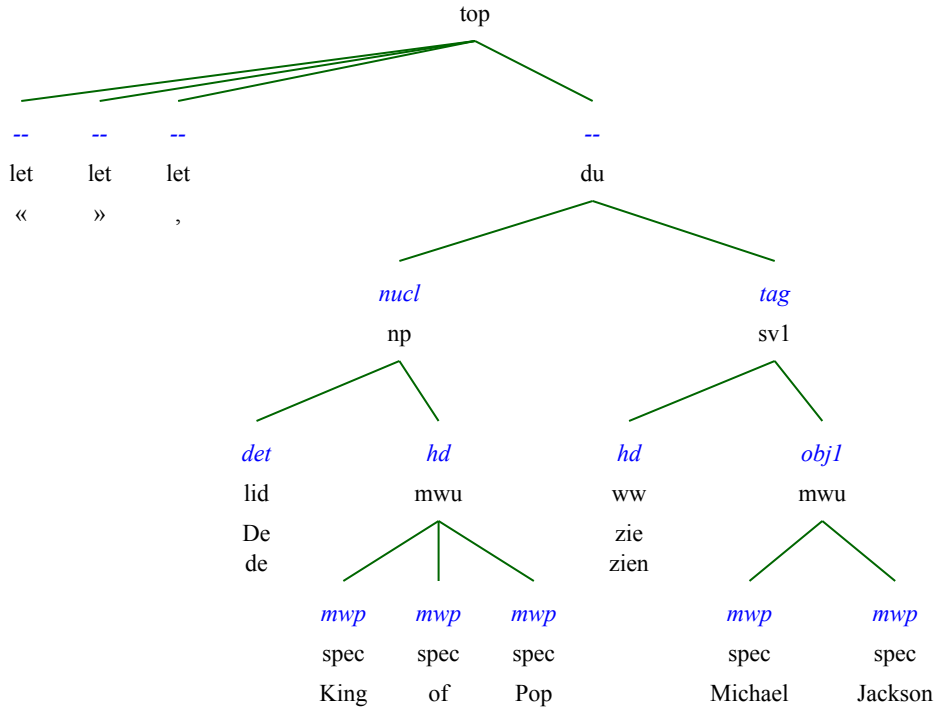 top
-- -- -- --
let let let du
« » ,
nucl tag
np sv1
det hd hd obj1
lid mwu ww mwu
De zie
de zien
mwp mwp mwp mwp mwp
spec spec spec spec spec
King of Pop Michael Jackson